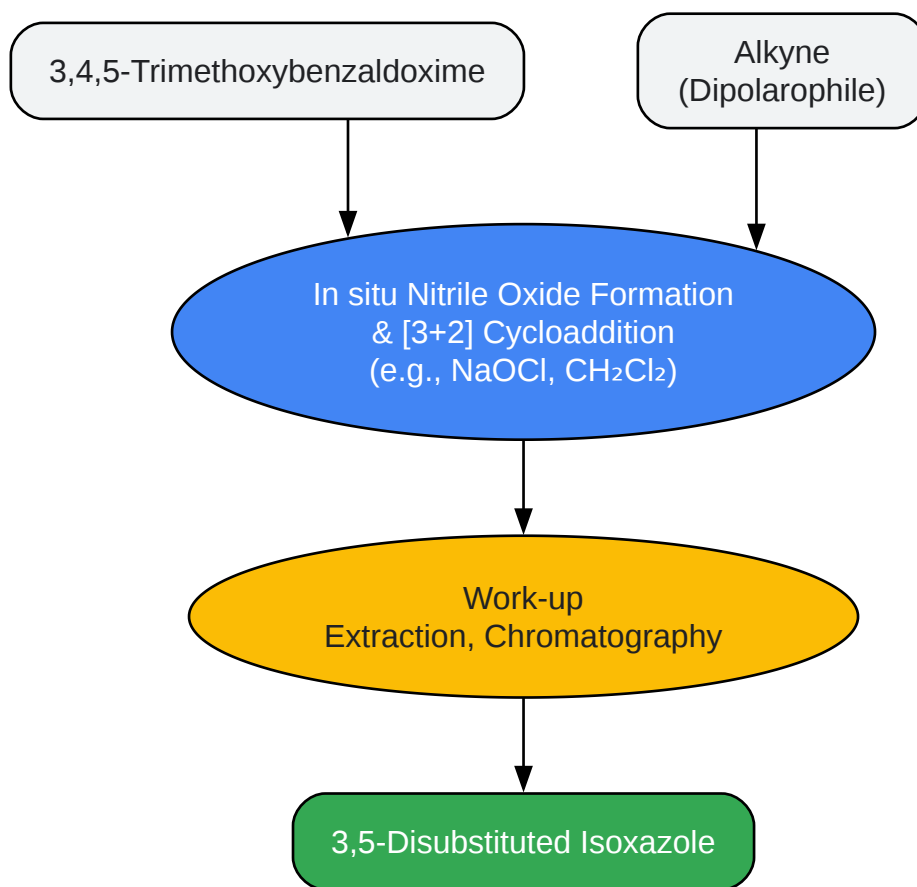 3,4,5-Trimethoxybenzaldoxime
Alkyne
(Dipolarophile)
In situ Nitrile Oxide Formation
& [3+2] Cycloaddition
(e.g., NaOCl, CH₂Cl₂)
Work-up
Extraction, Chromatography
3,5-Disubstituted Isoxazole